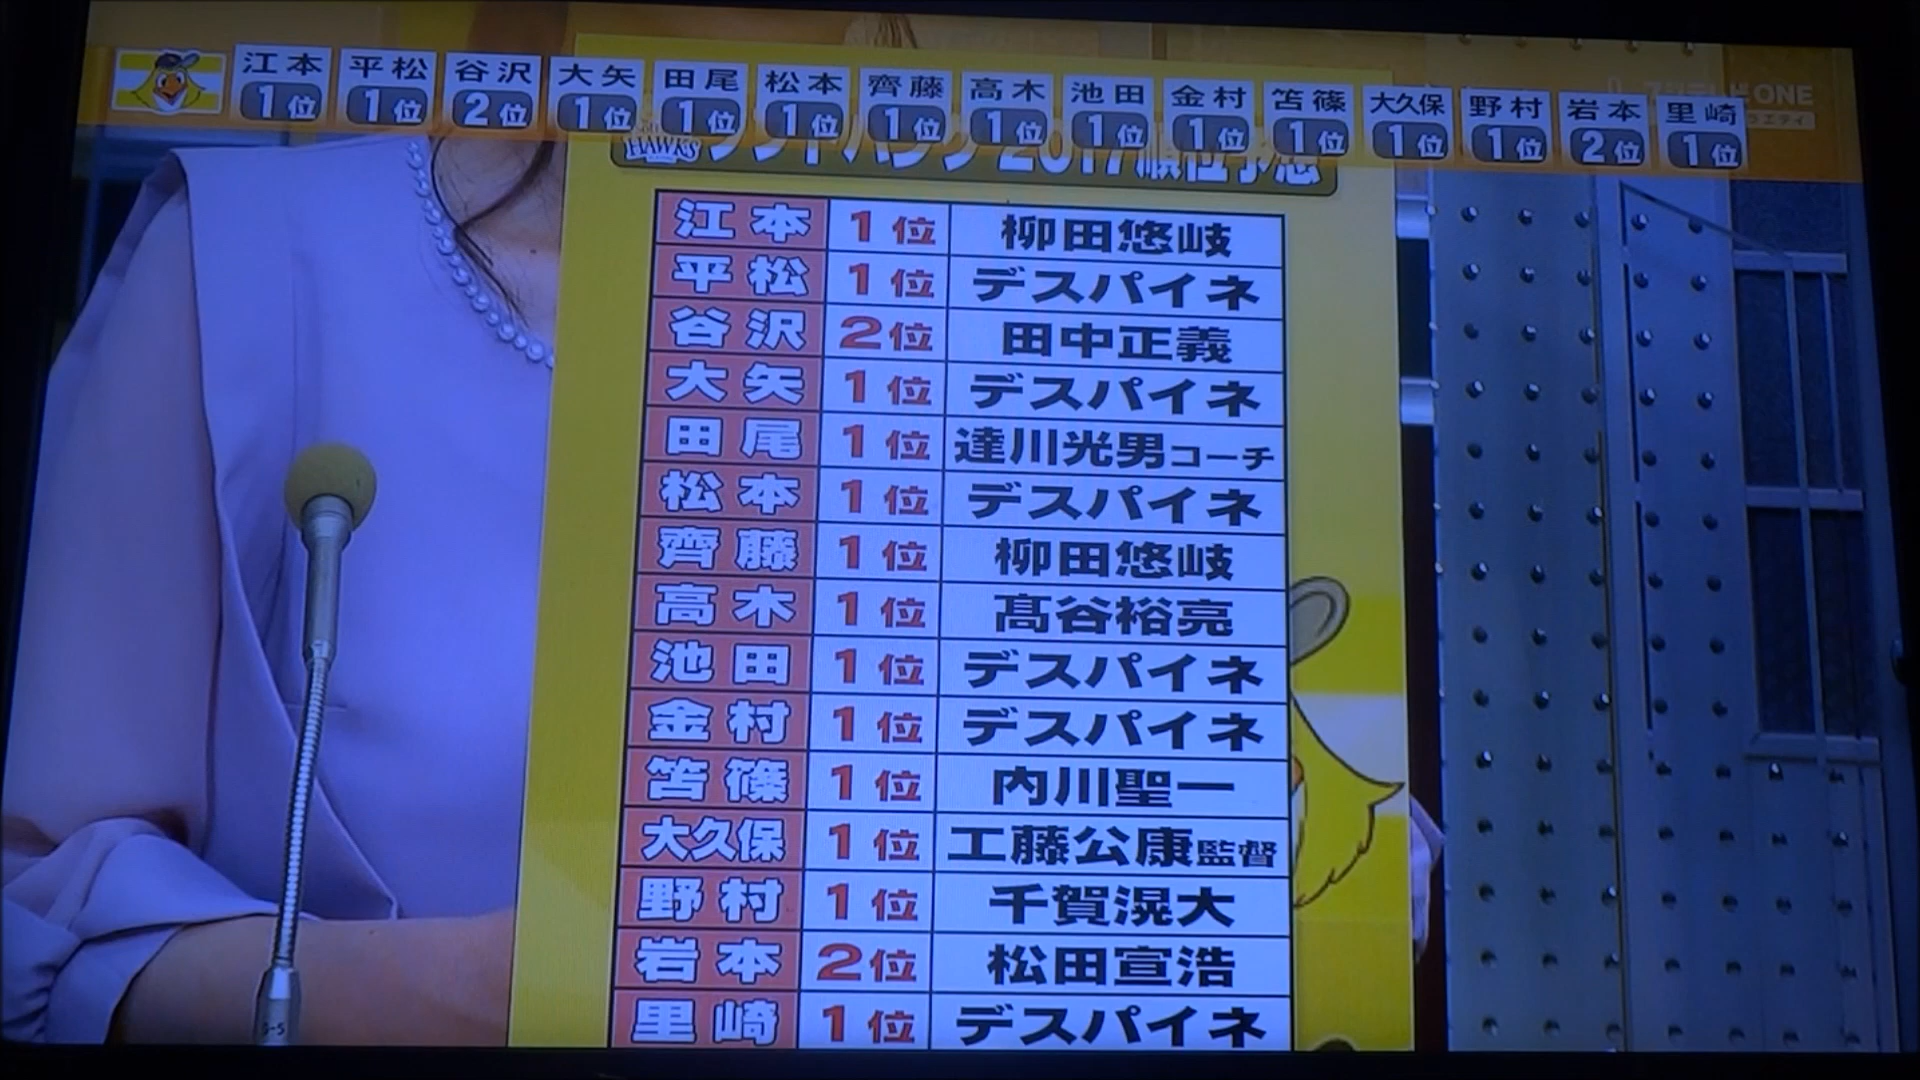 江本 平松 谷沢 大矢 田尾 松本 齊藤 高木 池田 金村 笘篠 大久保 野村 岩本 里崎
1位 1位 2位 1位 1位 1位 1位 1位 1位 1位 1位 1位 1位 2位 1位
ONE
HAWKS ソフトバンク 2017順位予想
江本 1位 柳田悠岐
平松 1位 デスパイネ
谷沢 2位 田中正義
大矢 1位 デスパイネ
田尾 1位 達川光男コーチ
松本 1位 デスパイネ
齊藤 1位 柳田悠岐
高木 1位 髙谷裕亮
池田 1位 デスパイネ
金村 1位 デスパイネ
笘篠 1位 内川聖一
大久保 1位 工藤公康監督
野村 1位 千賀滉大
岩本 2位 松田宣浩
里崎 1位 デスパイネ